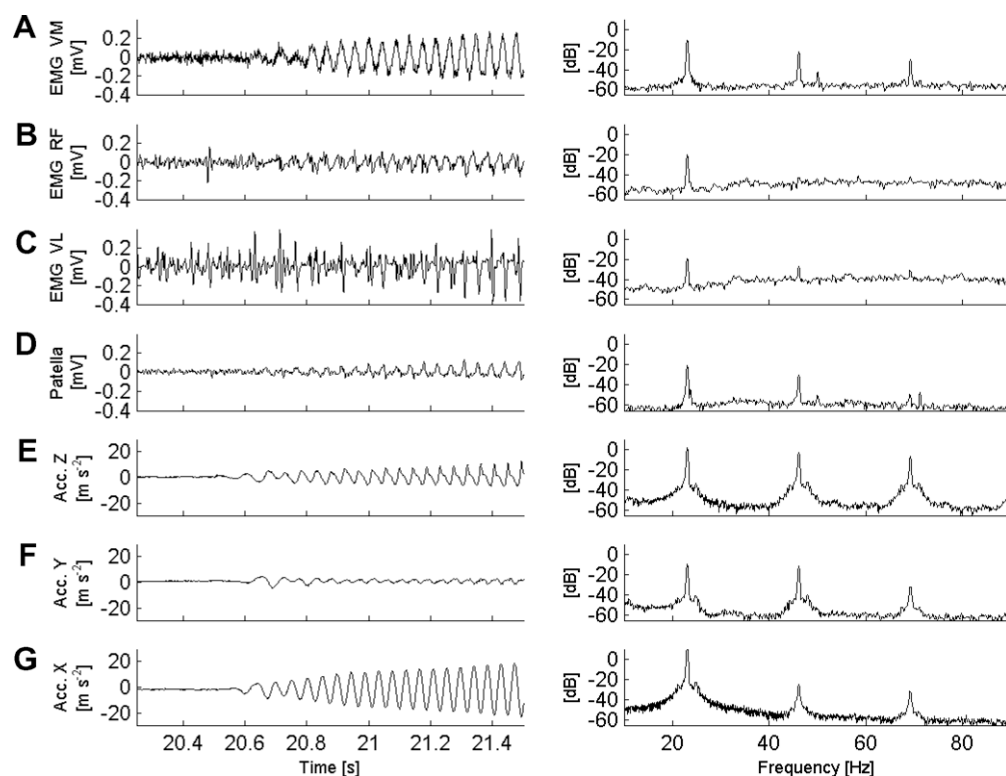 A
EMG VM
[mV]
0.2
0
-0.2
-0.4
[dB]
0
-20
-40
-60
B
EMG RF
[mV]
0.2
0
-0.2
-0.4
[dB]
0
-20
-40
-60
C
EMG VL
[mV]
0.2
0
-0.2
-0.4
[dB]
0
-20
-40
-60
D
Patella
[mV]
0.2
0
-0.2
-0.4
[dB]
0
-20
-40
-60
E
Acc. Z
[m s-2]
20
0
-20
[dB]
0
-20
-40
-60
F
Acc. Y
[m s-2]
20
0
-20
[dB]
0
-20
-40
-60
G
Acc. X
[m s-2]
20
0
-20
[dB]
0
-20
-40
-60
20.4 20.6 20.8 21 21.2 21.4
Time [s]
20 40 60 80
Frequency [Hz]